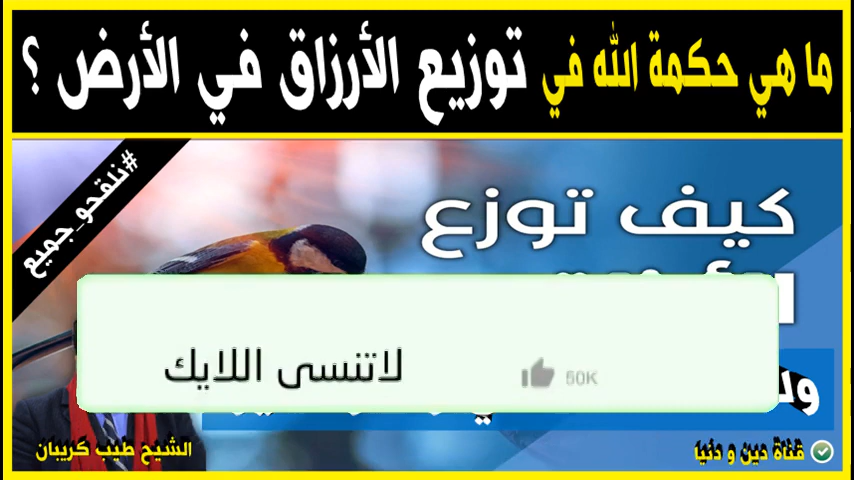 ما هي حكمة الله في توزيع الأرزاق في الأرض ؟
#نلقحو_جميع
كيف توزع
لاتنسى اللايك
50K
الشيخ طيب كريبان
قناة دين و دنيا